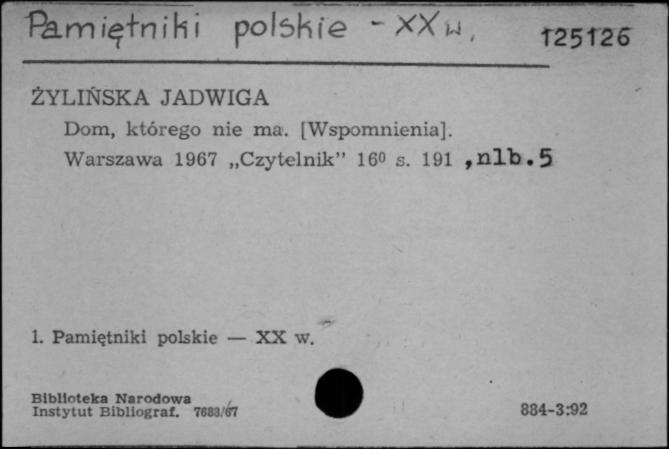 Pamiętniki polskie - XX w.
125126
ŻYLIŃSKA JADWIGA
Dom, którego nie ma. [Wspomnienia].
Warszawa 1967 „Czytelnik” 16⁰ s. 191 ,nlb.5
1. Pamiętniki polskie — XX w.
Biblioteka Narodowa
Instytut Bibliograf. 7683/67
884-3:92